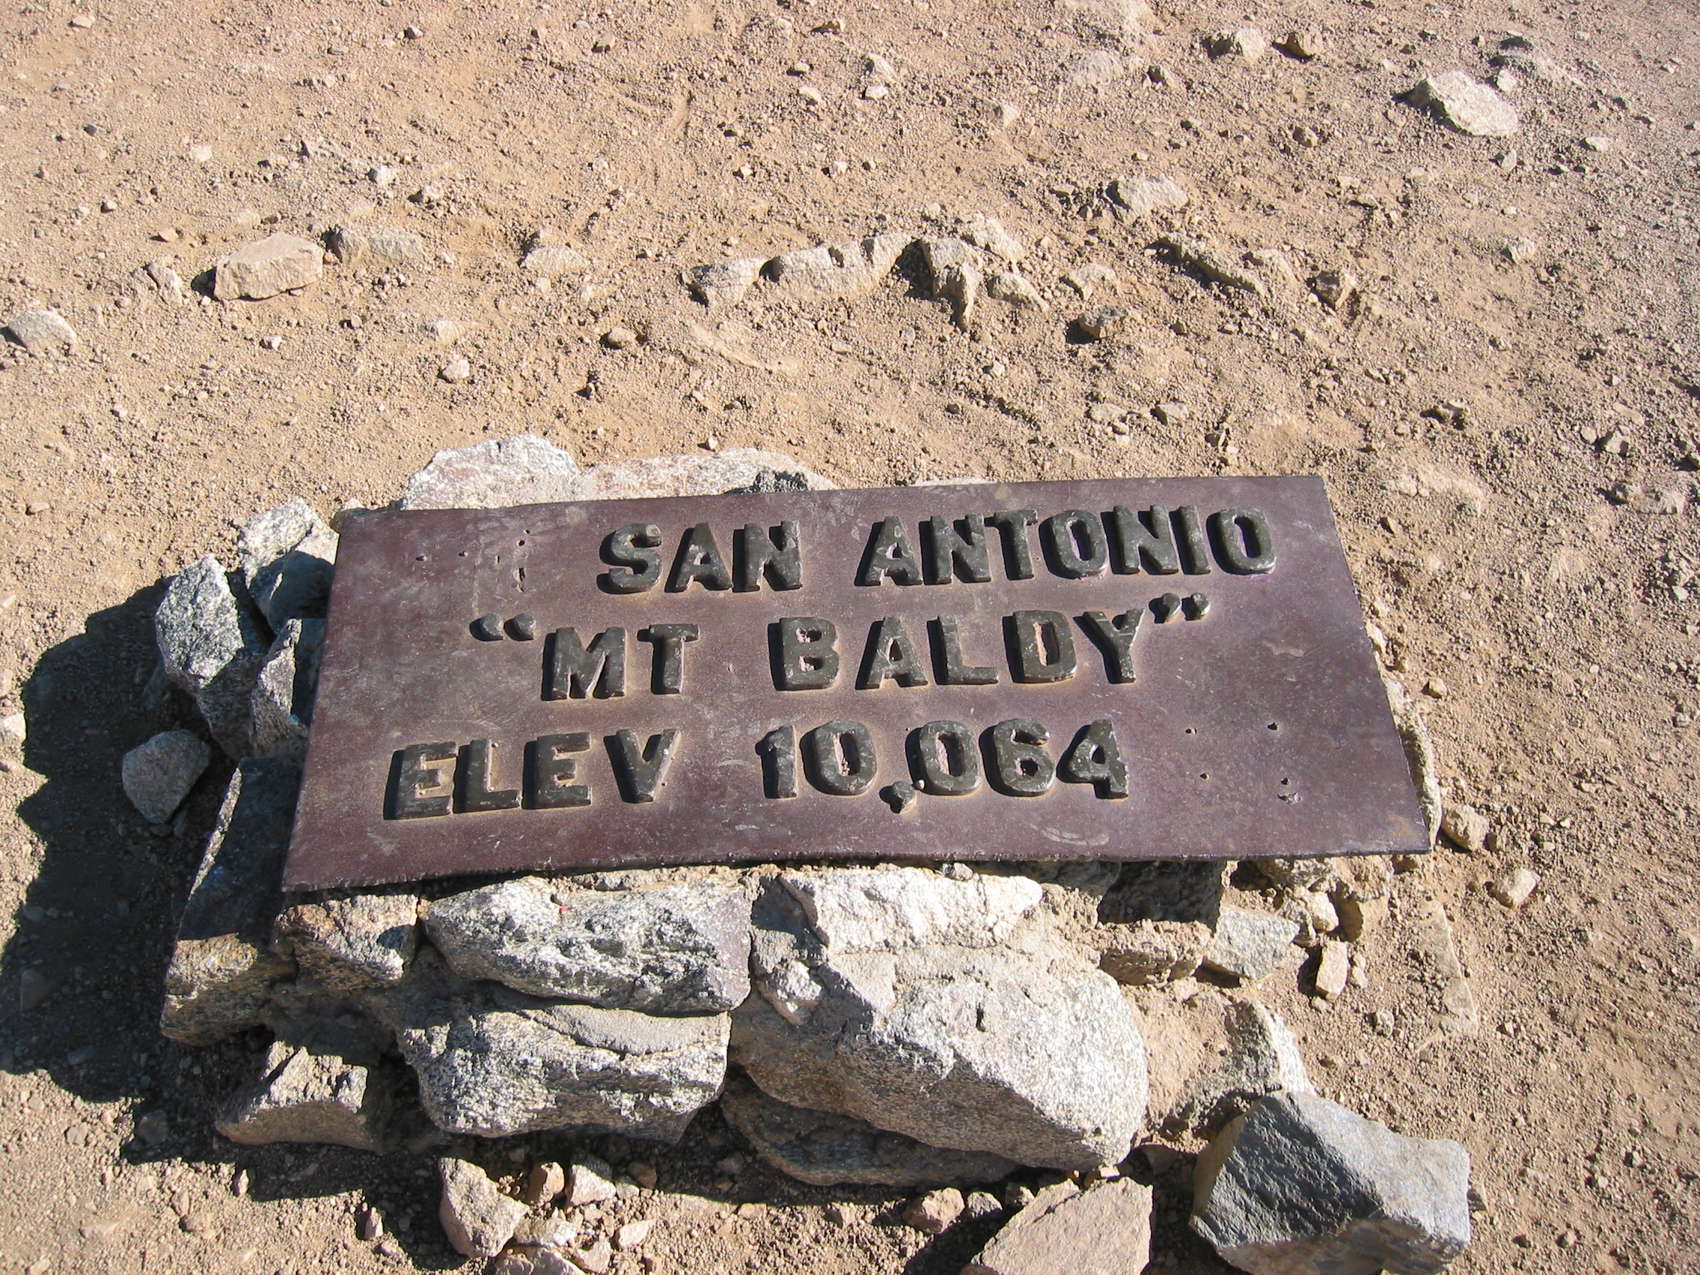 SAN ANTONIO
“MT BALDY”
ELEV 10,064